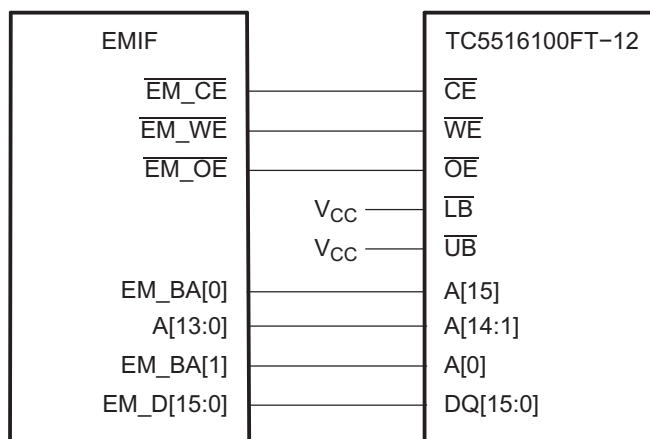 EMIF TC5516100FT−12
EM_CE CE
EM_WE WE
EM_OE OE
VCC LB
VCC UB
EM_BA[0] A[15]
A[13:0] A[14:1]
EM_BA[1] A[0]
EM_D[15:0] DQ[15:0]